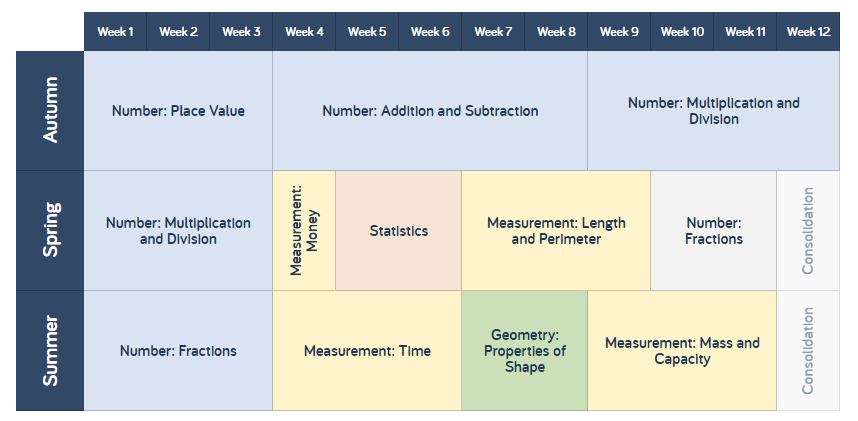 Week 1 Week 2 Week 3 Week 4 Week 5 Week 6 Week 7 Week 8 Week 9 Week 10 Week 11 Week 12
Autumn
Number: Place Value
Number: Addition and Subtraction
Number: Multiplication and
Division
Spring
Number: Multiplication
and Division
Measurement:
Money
Statistics
Measurement: Length
and Perimeter
Number:
Fractions
Consolidation
Summer
Number: Fractions
Measurement: Time
Geometry:
Properties of
Shape
Measurement: Mass and
Capacity
Consolidation